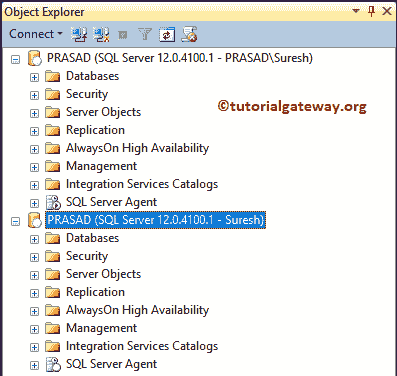 Object Explorer
Connect
PRASAD (SQL Server 12.0.4100.1 - PRASAD\Suresh)
Databases
Security
Server Objects
Replication
AlwaysOn High Availability
Management
Integration Services Catalogs
SQL Server Agent
©tutorialgateway.org
PRASAD (SQL Server 12.0.4100.1 - Suresh)
Databases
Security
Server Objects
Replication
AlwaysOn High Availability
Management
Integration Services Catalogs
SQL Server Agent